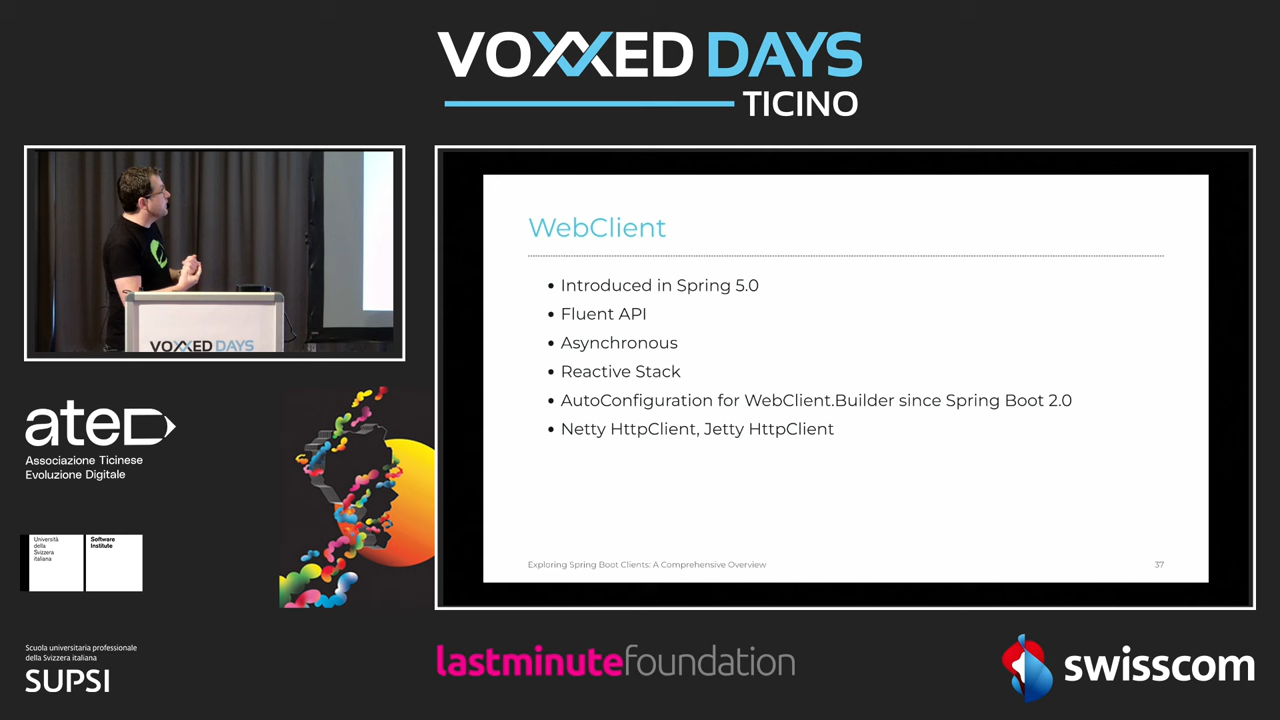 VOXXED DAYS
TICINO
VOXXED DAYS
WebClient
• Introduced in Spring 5.0
• Fluent API
• Asynchronous
• Reactive Stack
• AutoConfiguration for WebClient.Builder since Spring Boot 2.0
• Netty HttpClient, Jetty HttpClient
Exploring Spring Boot Clients: A Comprehensive Overview
37
ated
Associazione Ticinese
Evoluzione Digitale
Università
della
Svizzera
italiana
Software
Institute
Scuola universitaria professionale
della Svizzera italiana
SUPSI
lastminutefoundation
swisscom